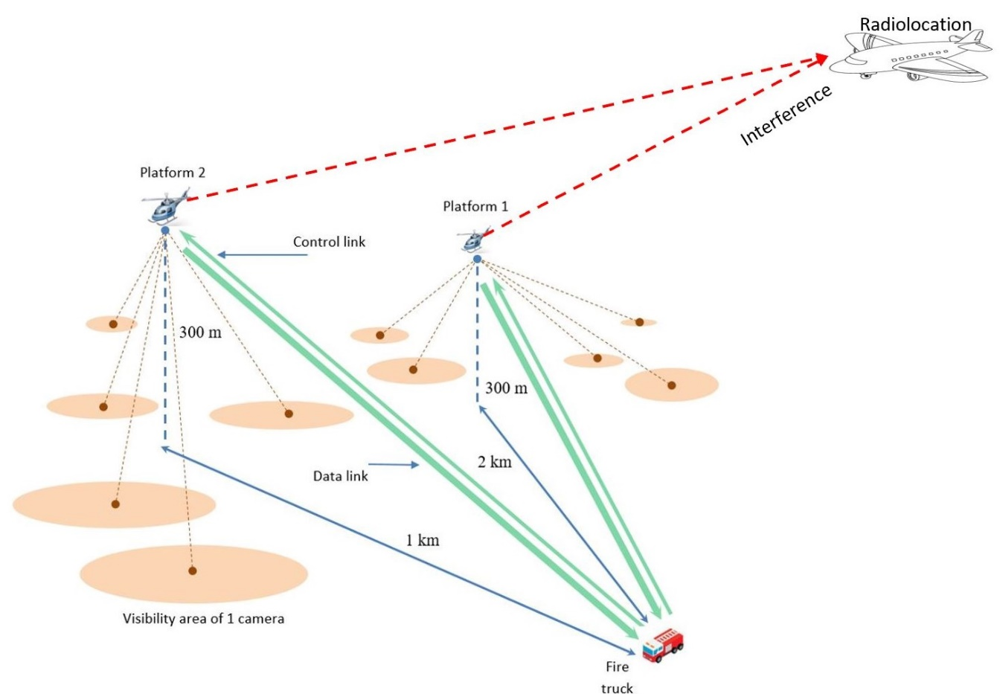 Radiolocation
Interference
Platform 2
Platform 1
Control link
300 m
300 m
2 km
Data link
1 km
Visibility area of 1 camera
Fire
truck